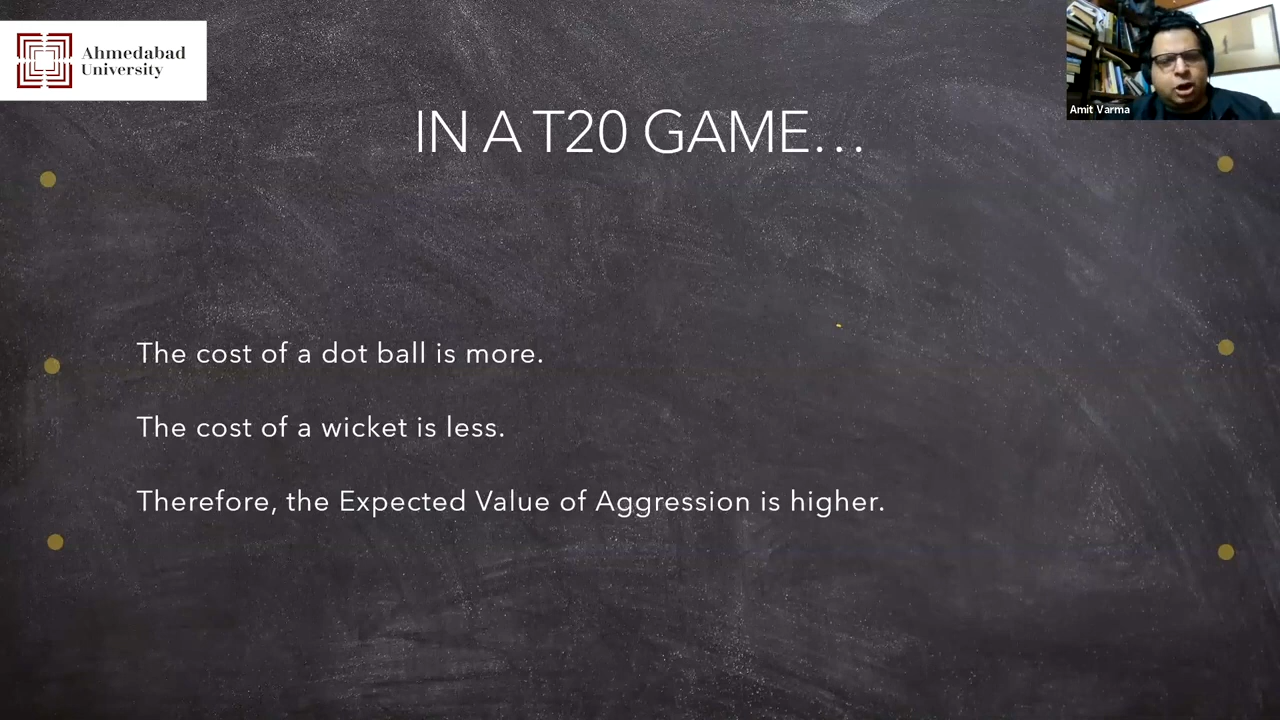 Ahmedabad
University
Amit Varma
IN A T20 GAME...
The cost of a dot ball is more.
The cost of a wicket is less.
Therefore, the Expected Value of Aggression is higher.